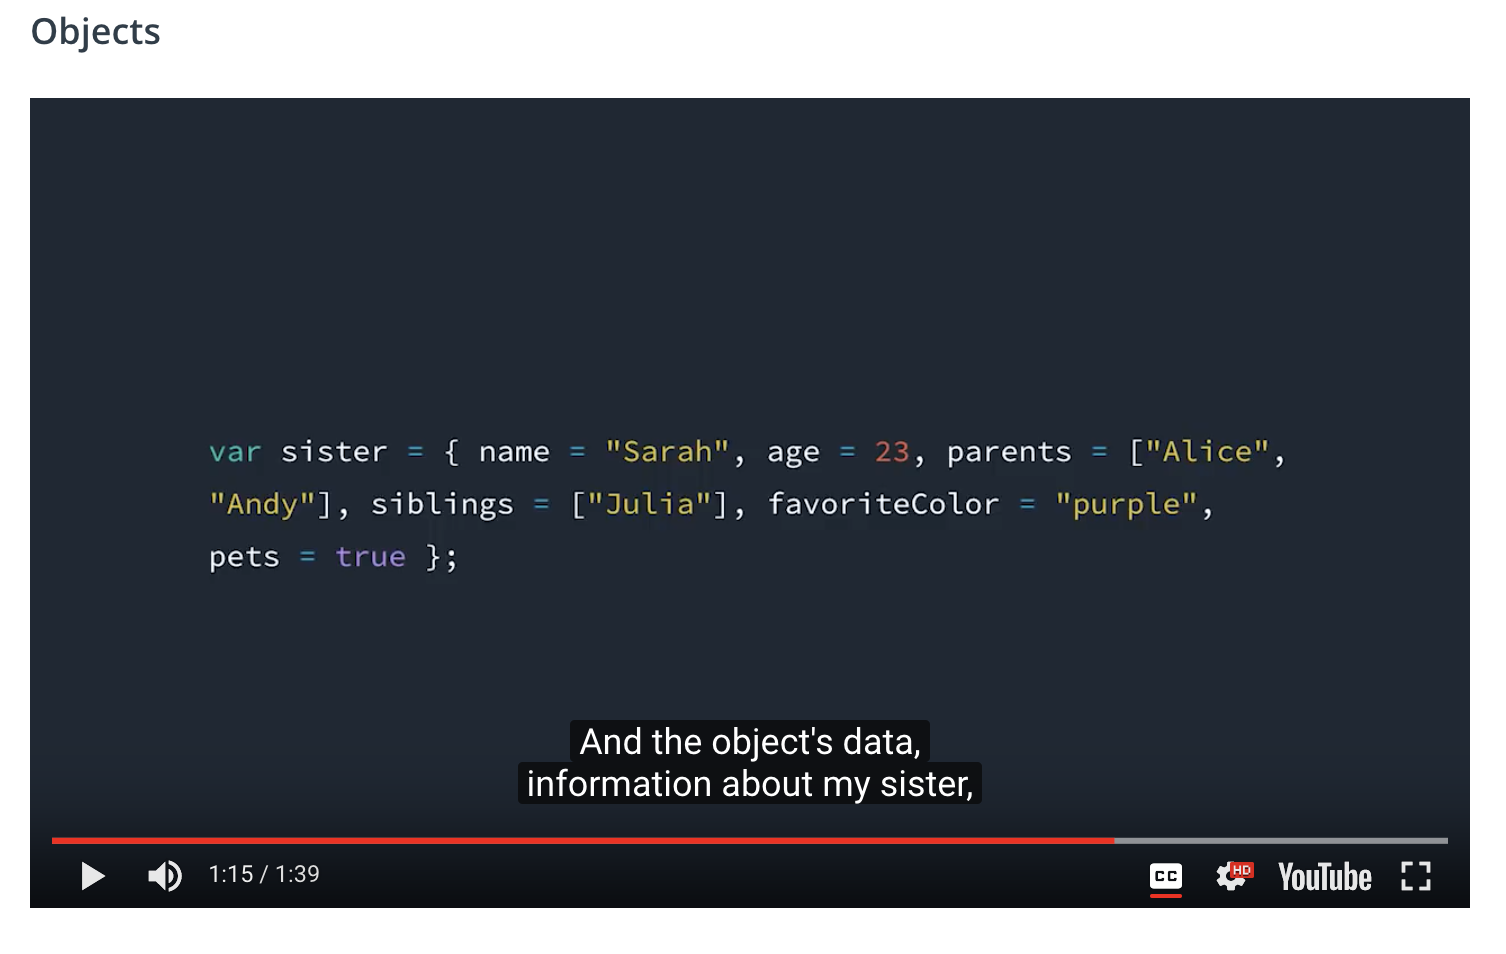 Objects
var sister = { name = "Sarah", age = 23, parents = ["Alice",
"Andy"], siblings = ["Julia"], favoriteColor = "purple",
pets = true };
And the object's data,
information about my sister,
1:15 / 1:39
CC
HD
YouTube